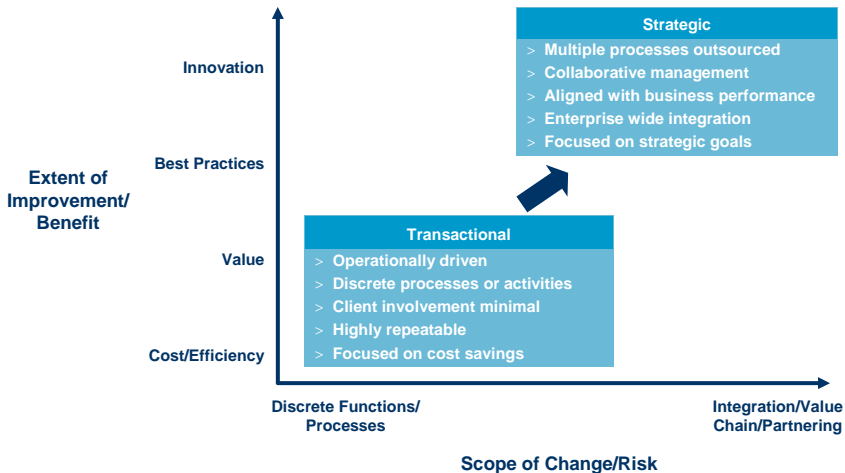 Strategic
> Multiple processes outsourced
> Collaborative management
> Aligned with business performance
> Enterprise wide integration
> Focused on strategic goals
Innovation
Best Practices
Extent of
Improvement/
Benefit
Value
Cost/Efficiency
Transactional
> Operationally driven
> Discrete processes or activities
> Client involvement minimal
> Highly repeatable
> Focused on cost savings
Discrete Functions/
Processes
Integration/Value
Chain/Partnering
Scope of Change/Risk